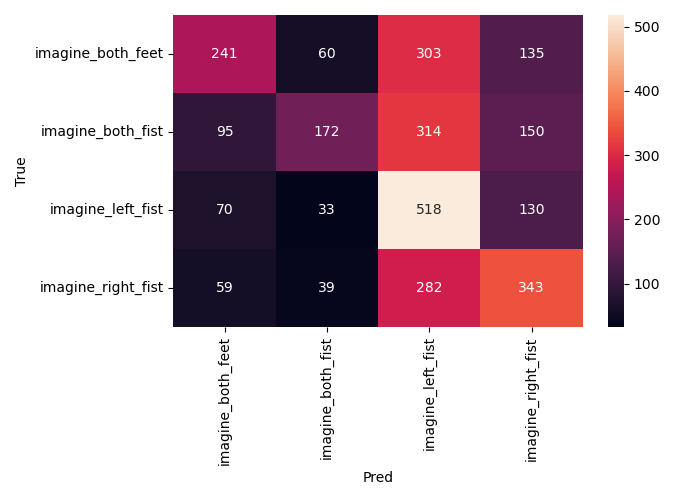 imagine_both_feet 241 60 303 135
imagine_both_fist 95 172 314 150
imagine_left_fist 70 33 518 130
imagine_right_fist 59 39 282 343
True
imagine_both_feet
imagine_both_fist
imagine_left_fist
imagine_right_fist
Pred
500
400
300
200
100